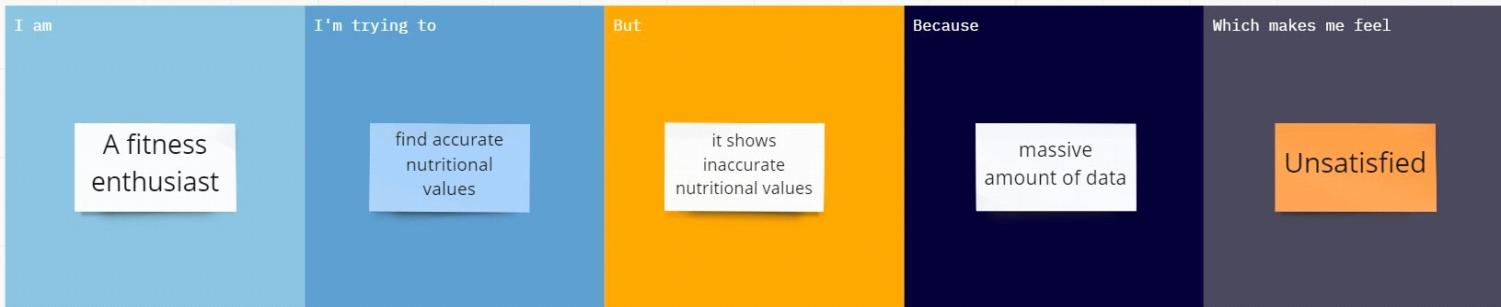 I am
I'm trying to
But
Because
Which makes me feel
A fitness
enthusiast
find accurate
nutritional
values
it shows
inaccurate
nutritional values
massive
amount of data
Unsatisfied